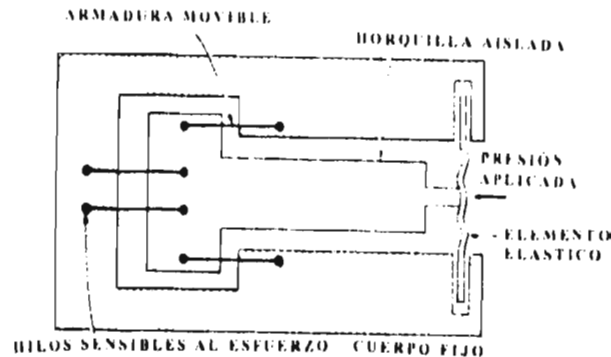 ARMADURA MOVIBLE
HORQUILLA AISLADA
PRESIÓN
APLICADA
ELEMENTO
ELASTICO
HILOS SENSIBLES AL ESFUERZO CUERPO FIJO